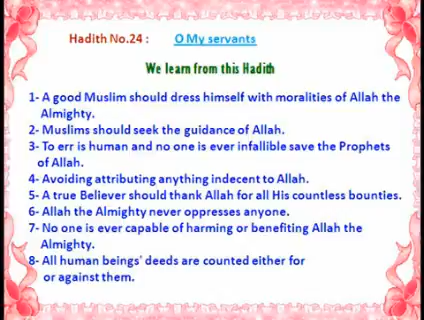 Hadith No.24 : O My servants
We learn from this Hadith
1- A good Muslim should dress himself with moralities of Allah the
Almighty.
2- Muslims should seek the guidance of Allah.
3- To err is human and no one is ever infallible save the Prophets
of Allah.
4- Avoiding attributing anything indecent to Allah.
5- A true Believer should thank Allah for all His countless bounties.
6- Allah the Almighty never oppresses anyone.
7- No one is ever capable of harming or benefiting Allah the
Almighty.
8- All human beings' deeds are counted either for
or against them.